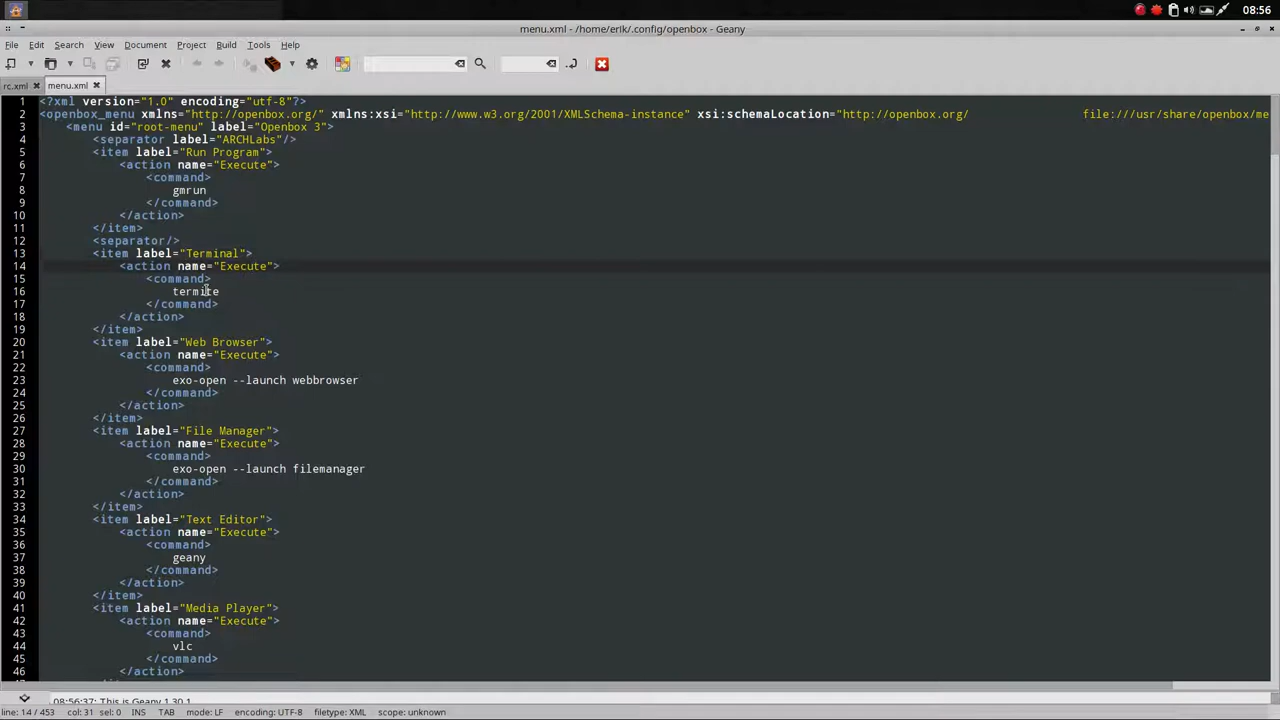 08:56
menu.xml - /home/erik/.config/openbox - Geany
File Edit Search View Document Project Build Tools Help
rc.xml menu.xml
1 <?xml version="1.0" encoding="utf-8"?>
2 <openbox_menu xmlns="http://openbox.org/" xmlns:xsi="http://www.w3.org/2001/XMLSchema-instance" xsi:schemaLocation="http://openbox.org/ file:///usr/share/openbox/me
3 <menu id="root-menu" label="Openbox 3">
4 <separator label="ARCHLabs"/>
5 <item label="Run Program">
6 <action name="Execute">
7 <command>
8 gmrun
9 </command>
10 </action>
11 </item>
12 <separator/>
13 <item label="Terminal">
14 <action name="Execute">
15 <command>
16 termite
17 </command>
18 </action>
19 </item>
20 <item label="Web Browser">
21 <action name="Execute">
22 <command>
23 exo-open --launch webbrowser
24 </command>
25 </action>
26 </item>
27 <item label="File Manager">
28 <action name="Execute">
29 <command>
30 exo-open --launch filemanager
31 </command>
32 </action>
33 </item>
34 <item label="Text Editor">
35 <action name="Execute">
36 <command>
37 geany
38 </command>
39 </action>
40 </item>
41 <item label="Media Player">
42 <action name="Execute">
43 <command>
44 vlc
45 </command>
46 </action>
08:56:37: This is Geany 1.30.1
line: 14 / 453 col: 31 sel: 0 INS TAB mode: LF encoding: UTF-8 filetype: XML scope: unknown